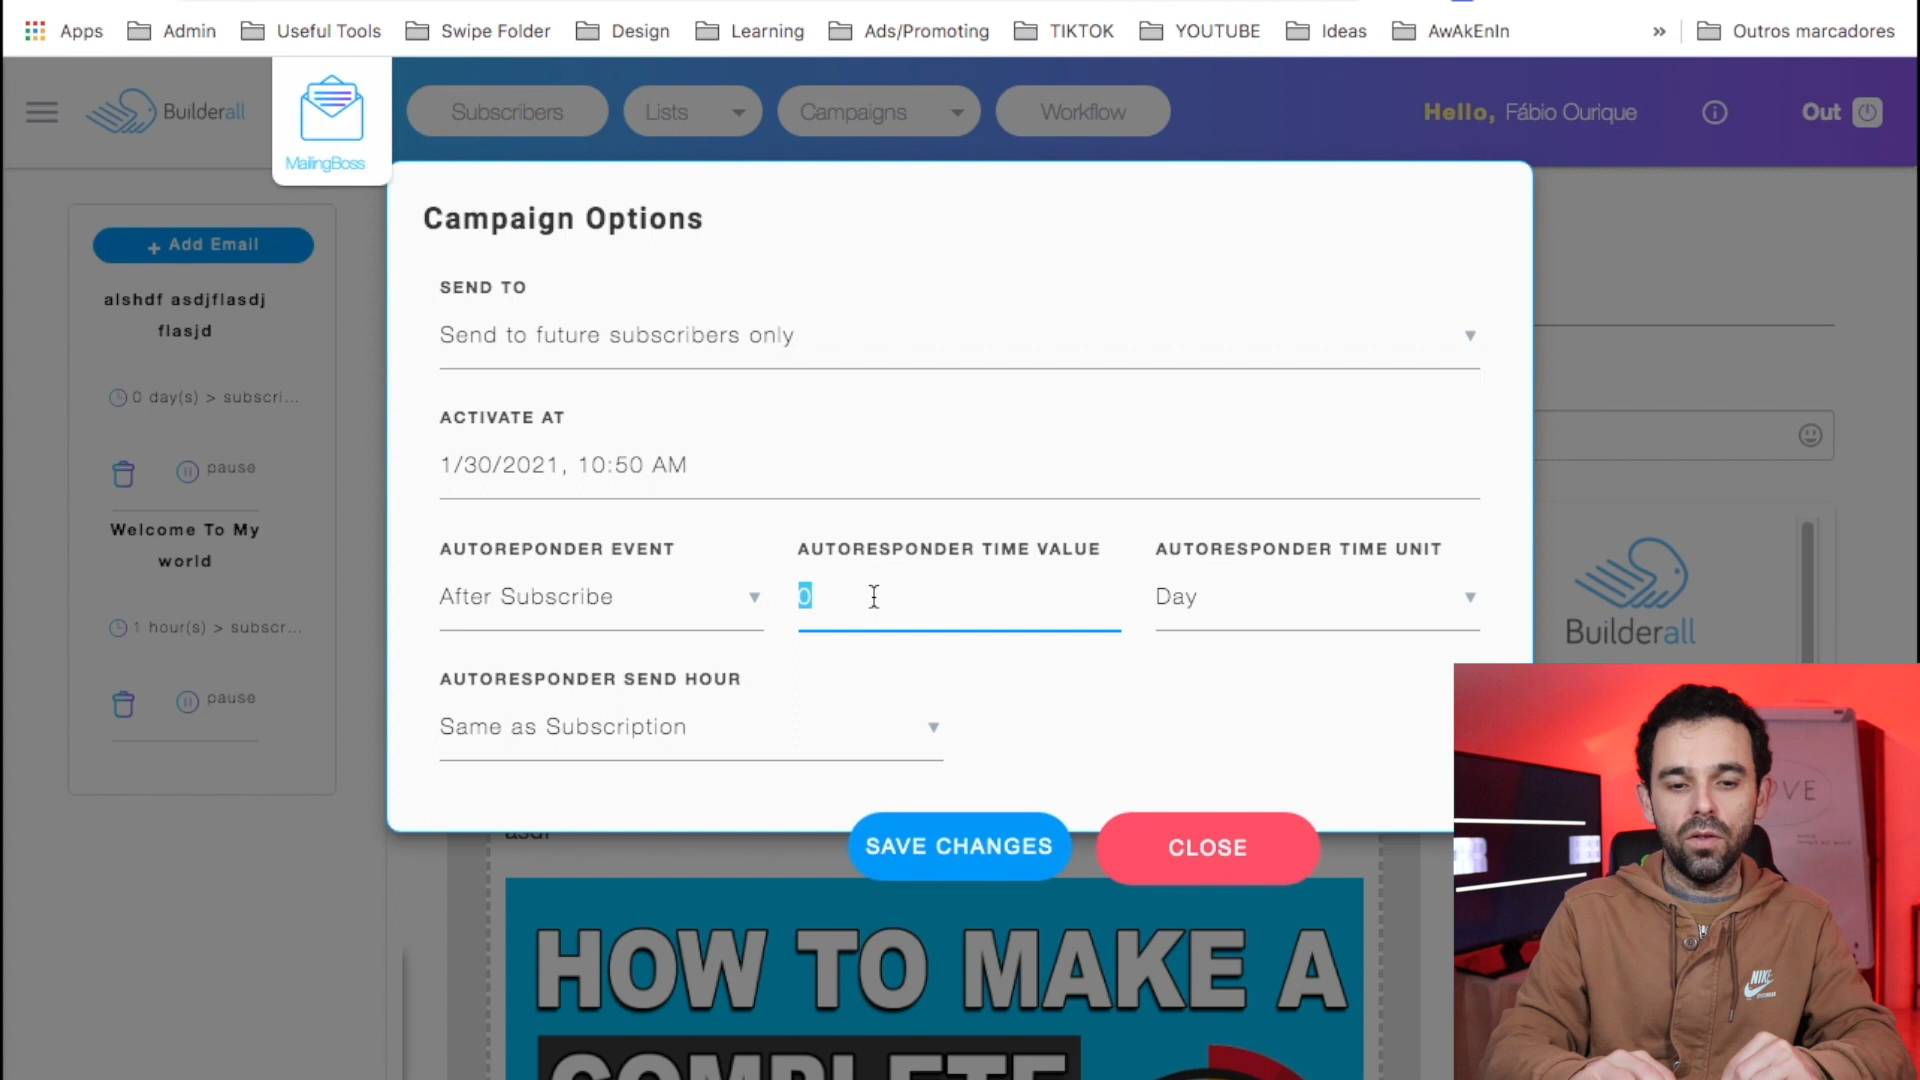 Apps
Admin
Useful Tools
Swipe Folder
Design
Learning
Ads/Promoting
TIKTOK
YOUTUBE
Ideas
AwAkEnIn
»
Outros marcadores
Builderall
MailingBoss
Subscribers
Lists
Campaigns
Workflow
Hello, Fábio Ourique
Out
+ Add Email
alshdf asdjflasdj
flasjd
0 day(s) > subscri...
pause
Welcome To My
world
1 hour(s) > subscr...
pause
Campaign Options
SEND TO
Send to future subscribers only
ACTIVATE AT
1/30/2021, 10:50 AM
AUTOREPONDER EVENT
After Subscribe
AUTORESPONDER TIME VALUE
0
AUTORESPONDER TIME UNIT
Day
AUTORESPONDER SEND HOUR
Same as Subscription
SAVE CHANGES
CLOSE
Builderall
HOW TO MAKE A
COMPLETE
NIKE